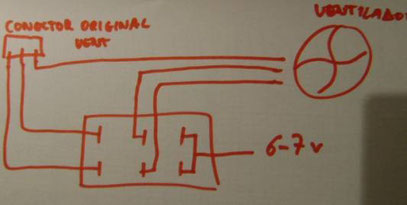 CONECTOR ORIGINAL
VENT
VENTILADOR
6-7v